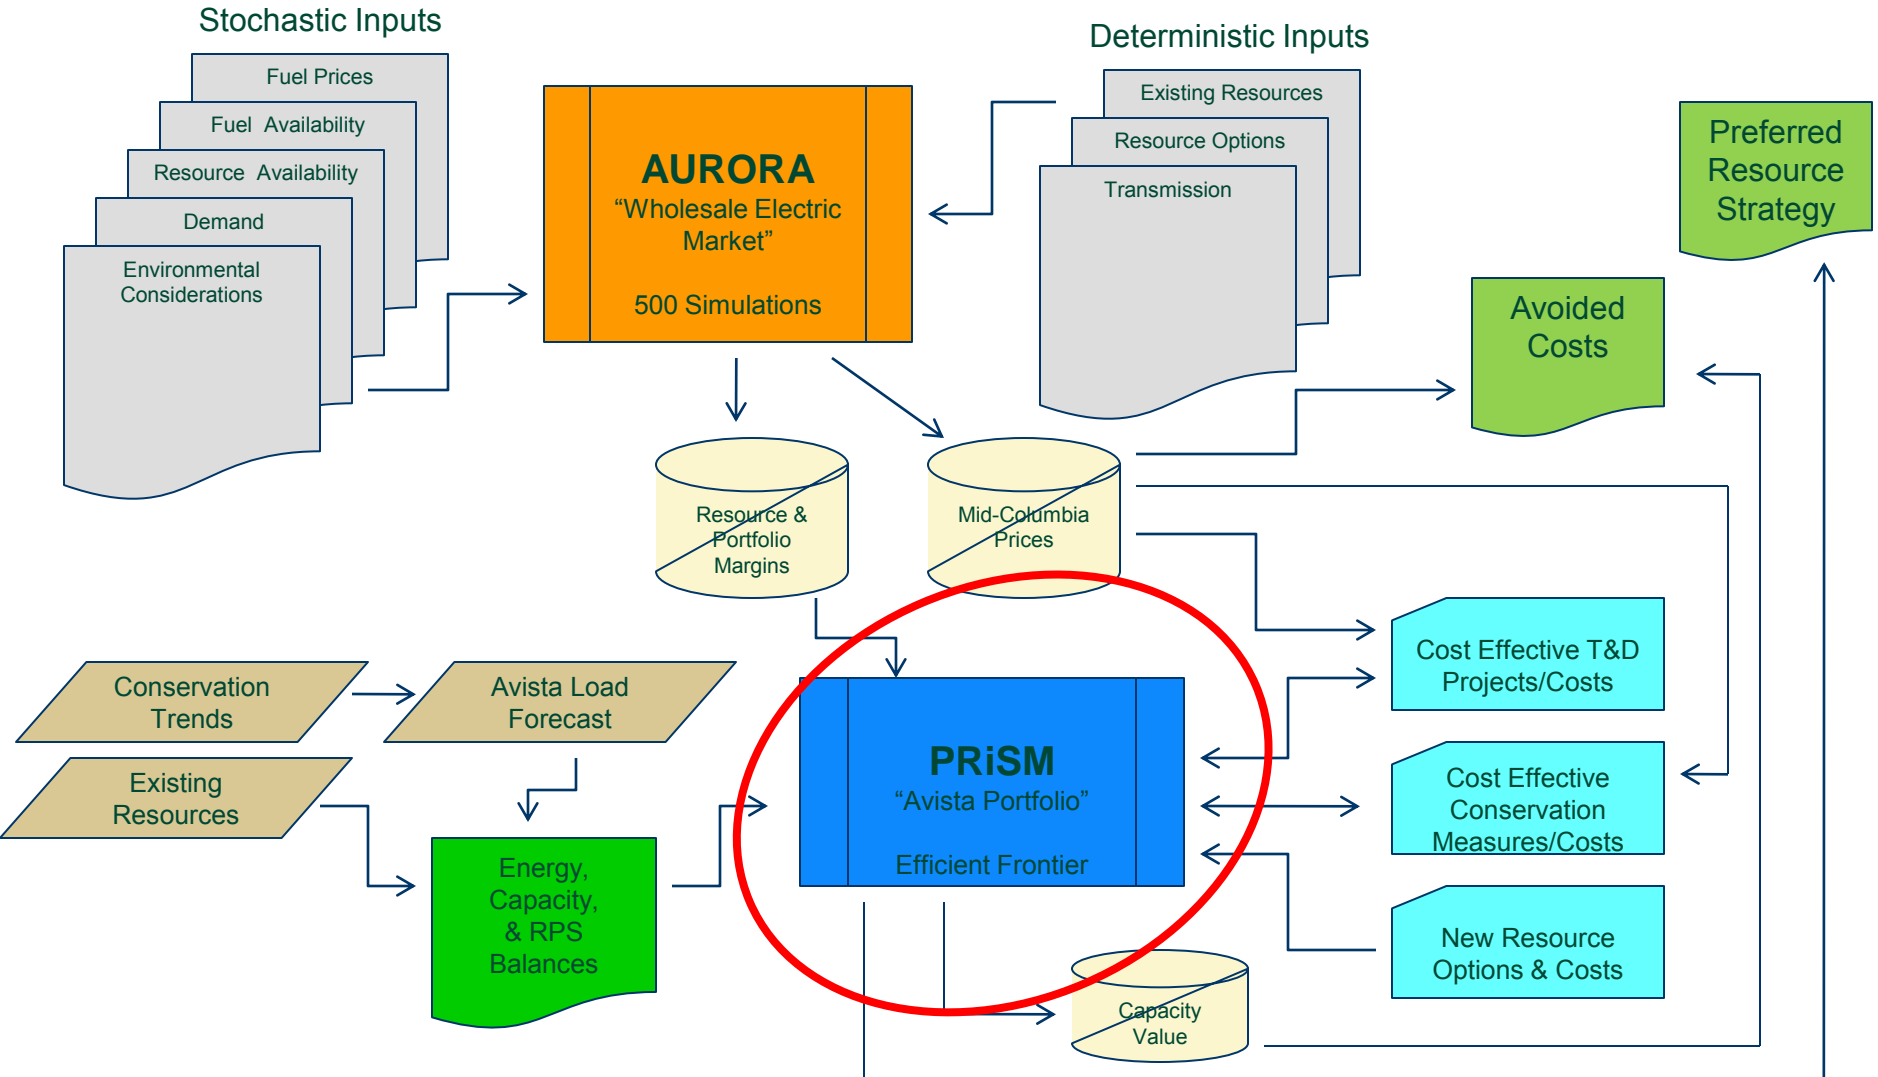 Stochastic Inputs
Fuel Prices
Fuel Availability
Resource Availability
Demand
Environmental
Considerations
AURORA
“Wholesale Electric
Market”
500 Simulations
Deterministic Inputs
Existing Resources
Resource Options
Transmission
Preferred
Resource
Strategy
Avoided
Costs
Resource &
Portfolio
Margins
Mid-Columbia
Prices
Conservation
Trends
Avista Load
Forecast
Existing
Resources
Energy,
Capacity,
& RPS
Balances
PRiSM
“Avista Portfolio”
Efficient Frontier
Cost Effective T&D
Projects/Costs
Cost Effective
Conservation
Measures/Costs
New Resource
Options & Costs
Capacity
Value